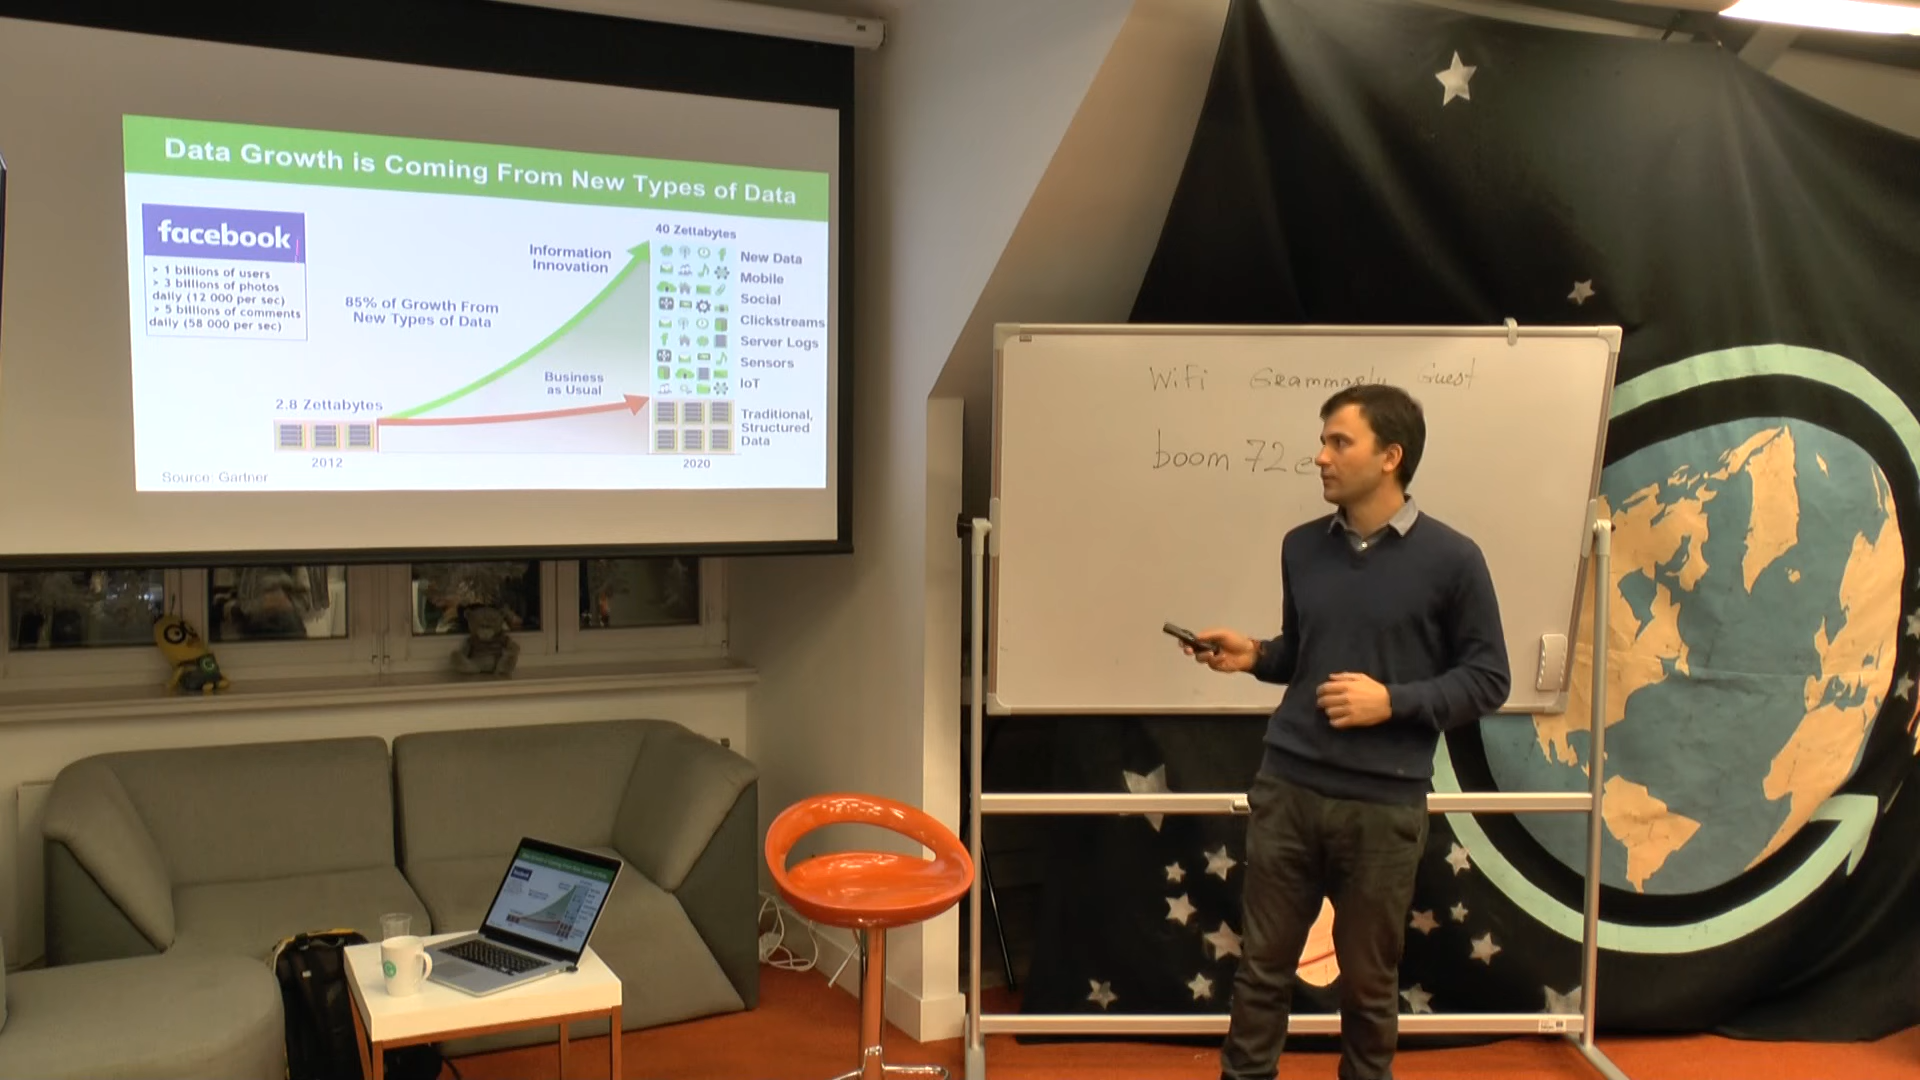 Data Growth is Coming From New Types of Data
facebook
> 1 billions of users
> 3 billions of photos
daily (12 000 per sec)
> 5 billions of comments
daily (58 000 per sec)
85% of Growth From
New Types of Data
Information
Innovation
Business
as Usual
2.8 Zettabytes
2012
40 Zettabytes
New Data
Mobile
Social
Clickstreams
Server Logs
Sensors
IoT
Traditional,
Structured
Data
2020
Source: Gartner
WiFi Grammarly Guest
boom 72